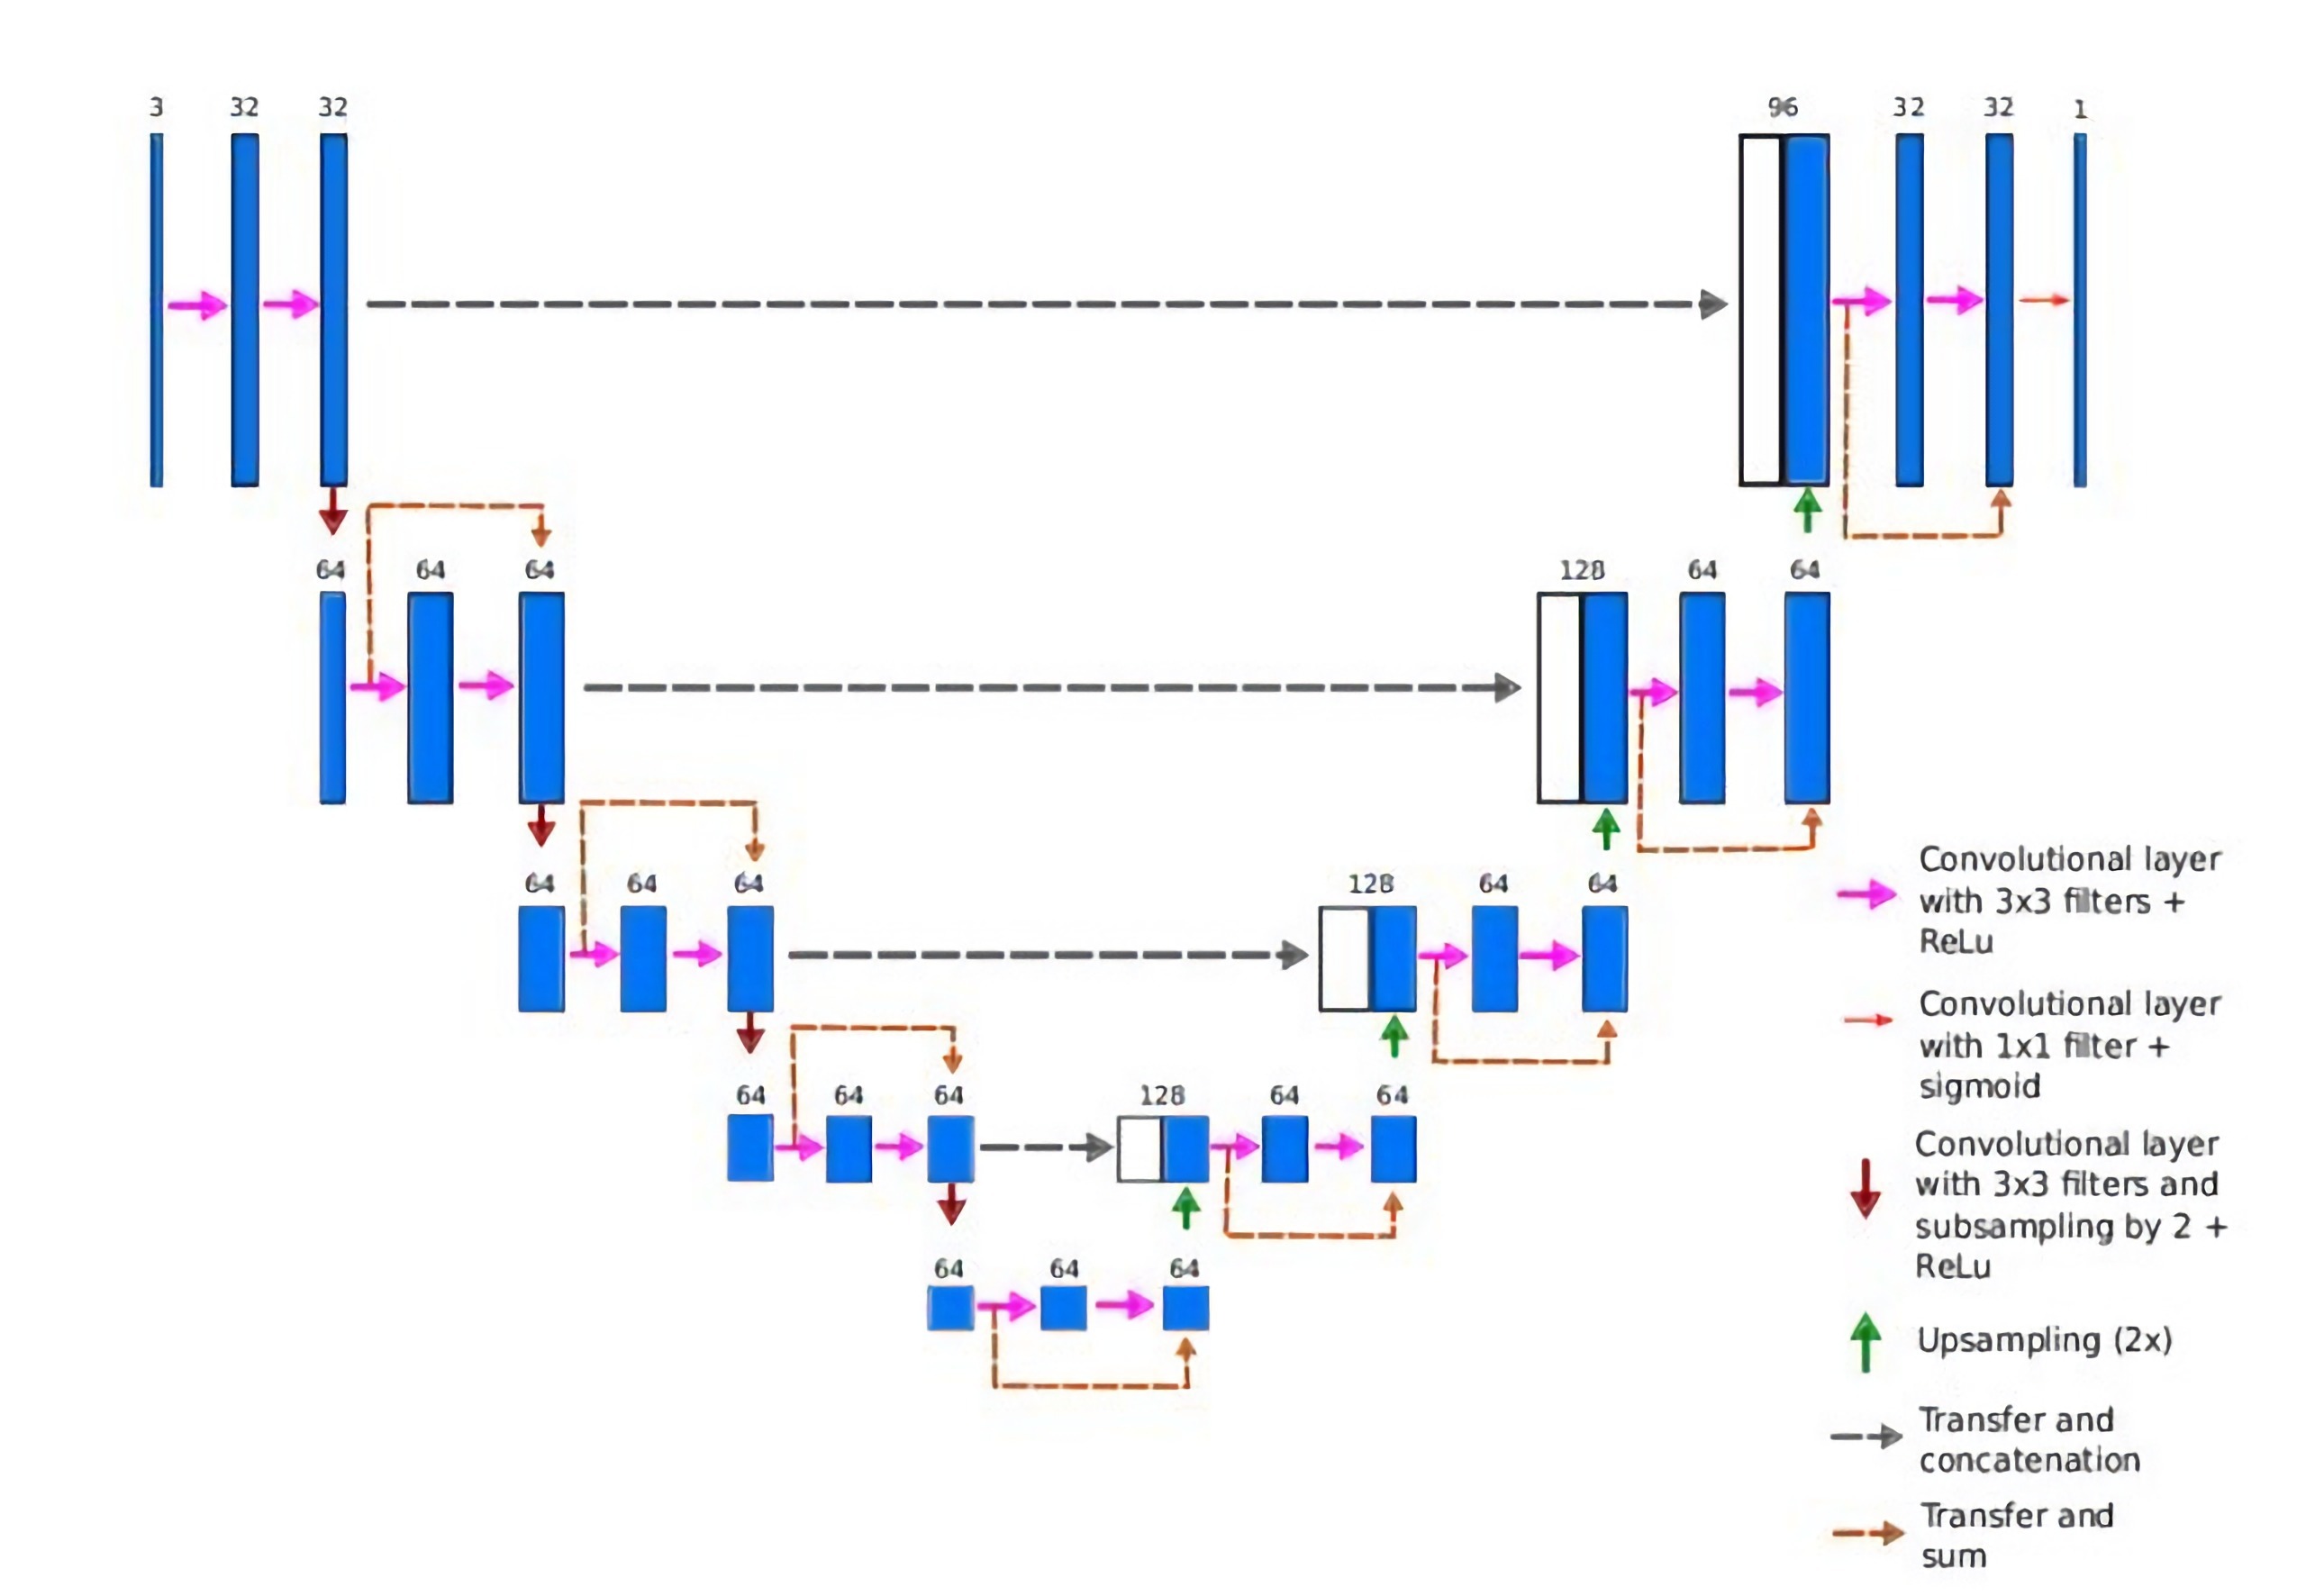 3 32 32 96 32 32 1
64 64 64 128 64 64
64 64 64 128 64 64
64 64 64 128 64 64
64 64 64
Convolutional layer
with 3x3 filters +
ReLu
Convolutional layer
with 1x1 filter +
sigmoid
Convolutional layer
with 3x3 filters and
subsampling by 2 +
ReLu
Upsampling (2x)
Transfer and
concatenation
Transfer and
sum